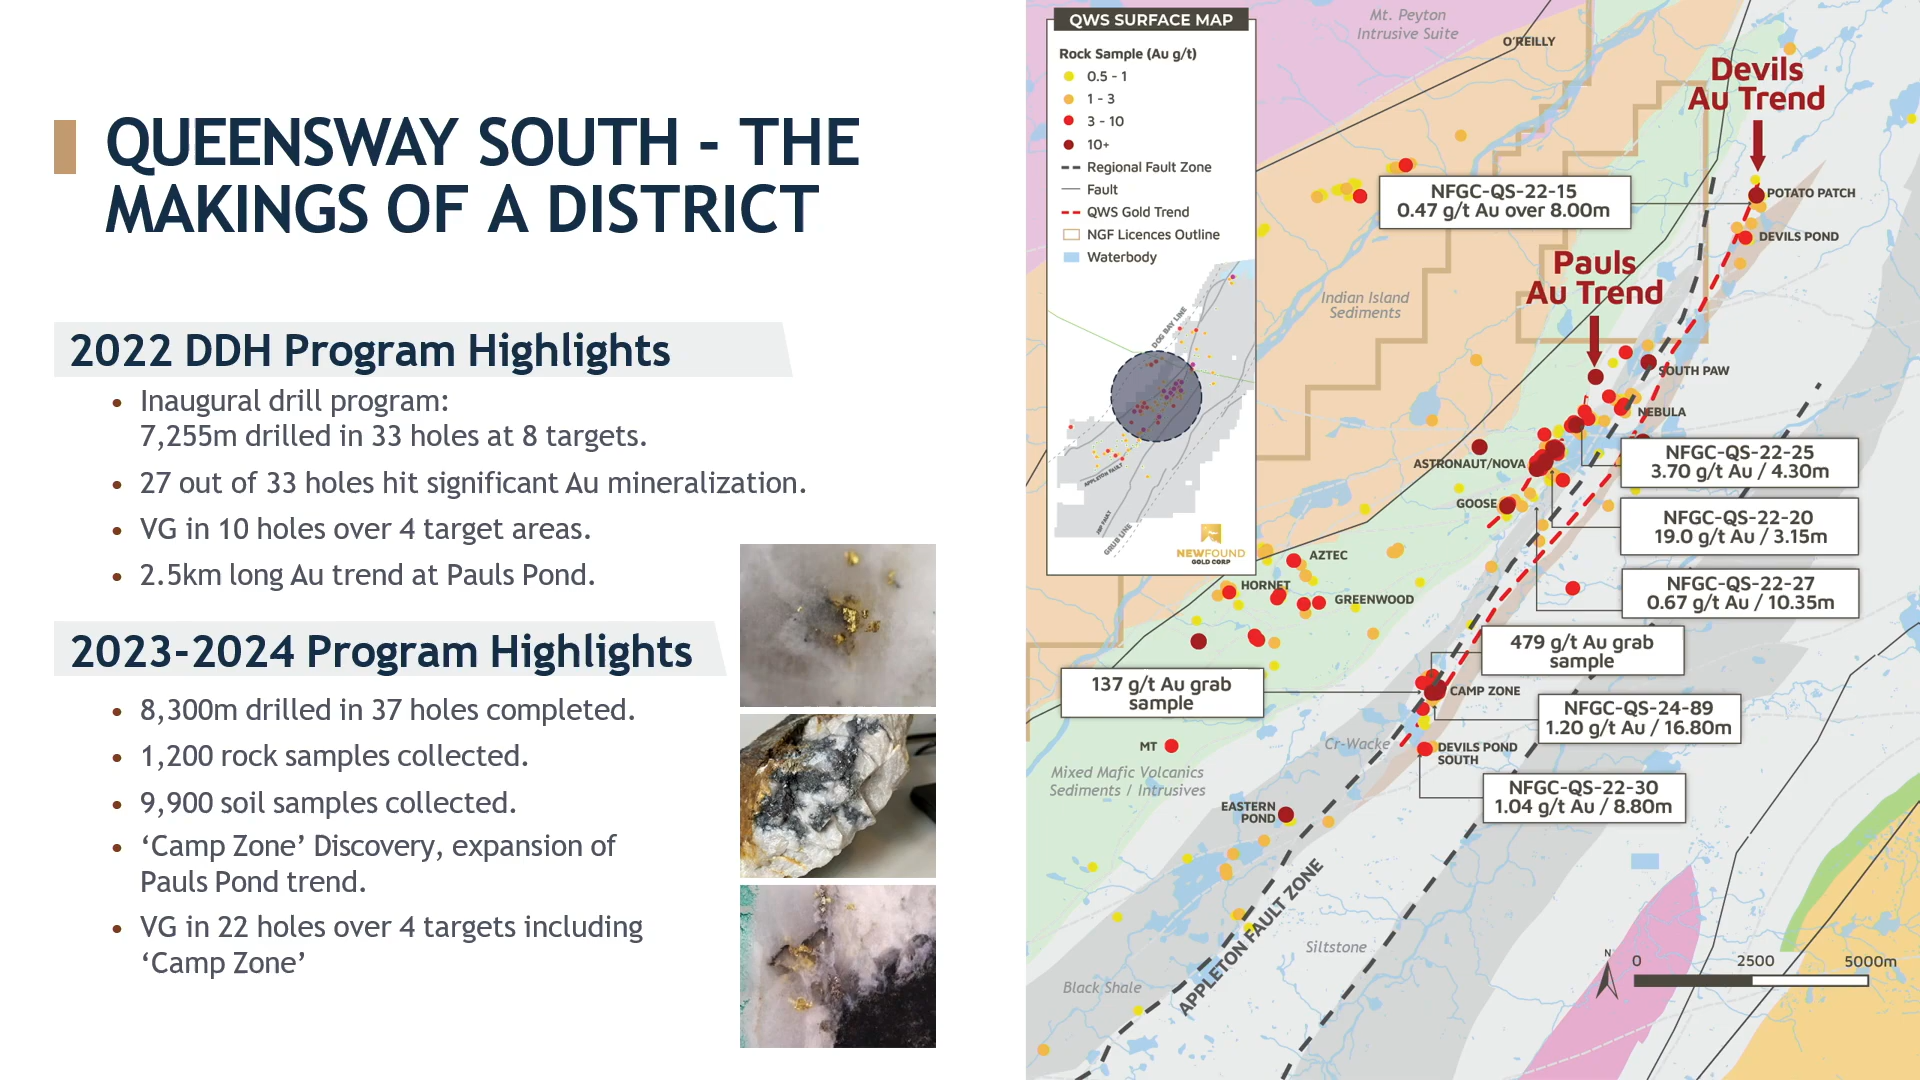 QUEENSWAY SOUTH - THE
MAKINGS OF A DISTRICT
2022 DDH Program Highlights
• Inaugural drill program:
7,255m drilled in 33 holes at 8 targets.
• 27 out of 33 holes hit significant Au mineralization.
• VG in 10 holes over 4 target areas.
• 2.5km long Au trend at Pauls Pond.
2023-2024 Program Highlights
• 8,300m drilled in 37 holes completed.
• 1,200 rock samples collected.
• 9,900 soil samples collected.
• ‘Camp Zone’ Discovery, expansion of
Pauls Pond trend.
• VG in 22 holes over 4 targets including
‘Camp Zone’
QWS SURFACE MAP
Rock Sample (Au g/t)
0.5 - 1
1 - 3
3 - 10
10+
Regional Fault Zone
Fault
QWS Gold Trend
NGF Licences Outline
Waterbody
DOG BAY LINE
APPLETON FAULT
JBP FAULT
GRUB LINE
NEWFOUND
GOLD CORP
Mt. Peyton
Intrusive Suite
O'REILLY
Devils
Au Trend
NFGC-QS-22-15
0.47 g/t Au over 8.00m
POTATO PATCH
DEVILS POND
Pauls
Au Trend
Indian Island
Sediments
SOUTH PAW
NEBULA
ASTRONAUT/NOVA
NFGC-QS-22-25
3.70 g/t Au / 4.30m
GOOSE
NFGC-QS-22-20
19.0 g/t Au / 3.15m
AZTEC
HORNET
GREENWOOD
NFGC-QS-22-27
0.67 g/t Au / 10.35m
479 g/t Au grab
sample
137 g/t Au grab
sample
CAMP ZONE
NFGC-QS-24-89
1.20 g/t Au / 16.80m
MT
Cr-Wacke
DEVILS POND
SOUTH
Mixed Mafic Volcanics
Sediments / Intrusives
NFGC-QS-22-30
1.04 g/t Au / 8.80m
EASTERN
POND
APPLETON FAULT ZONE
Siltstone
Black Shale
N
0 2500 5000m